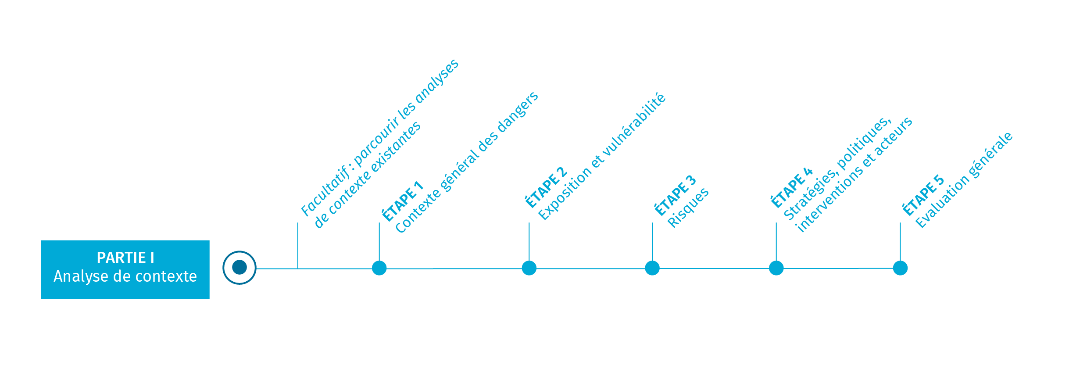 PARTIE I
Analyse de contexte
Facultatif : parcourir les analyses
de contexte existantes
ÉTAPE 1
Contexte général des dangers
ÉTAPE 2
Exposition et vulnérabilité
ÉTAPE 3
Risques
ÉTAPE 4
Stratégies, politiques,
interventions et acteurs
ÉTAPE 5
Evaluation générale